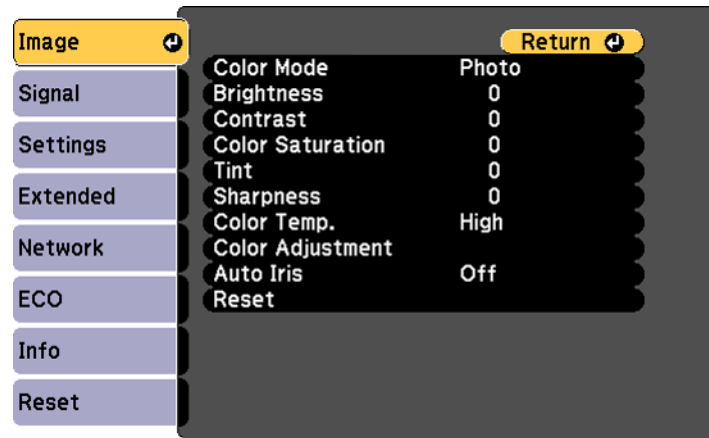 Image
Signal
Settings
Extended
Network
ECO
Info
Reset
Return
Color Mode Photo
Brightness 0
Contrast 0
Color Saturation 0
Tint 0
Sharpness 0
Color Temp. High
Color Adjustment
Auto Iris Off
Reset